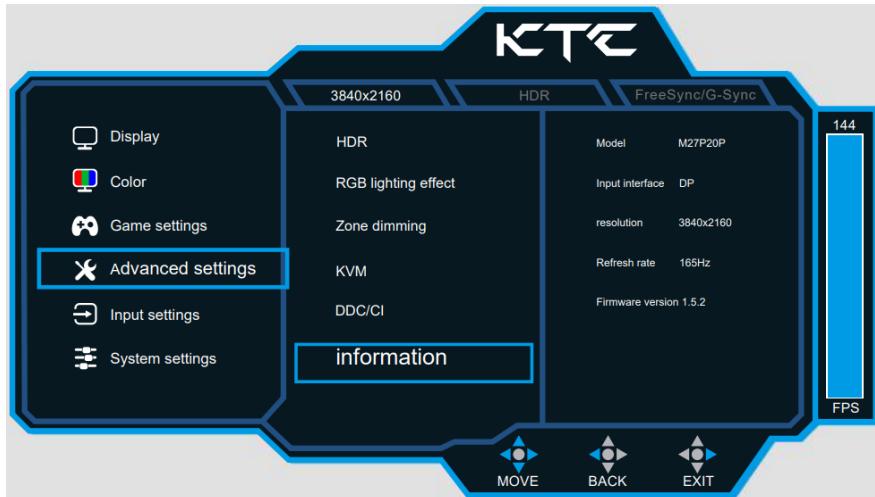 KTC
3840x2160
HDR
FreeSync/G-Sync
144
Display
Color
Game settings
Advanced settings
Input settings
System settings
HDR
RGB lighting effect
Zone dimming
KVM
DDC/CI
information
Model M27P20P
Input interface DP
resolution 3840x2160
Refresh rate 165Hz
Firmware version 1.5.2
FPS
MOVE
BACK
EXIT